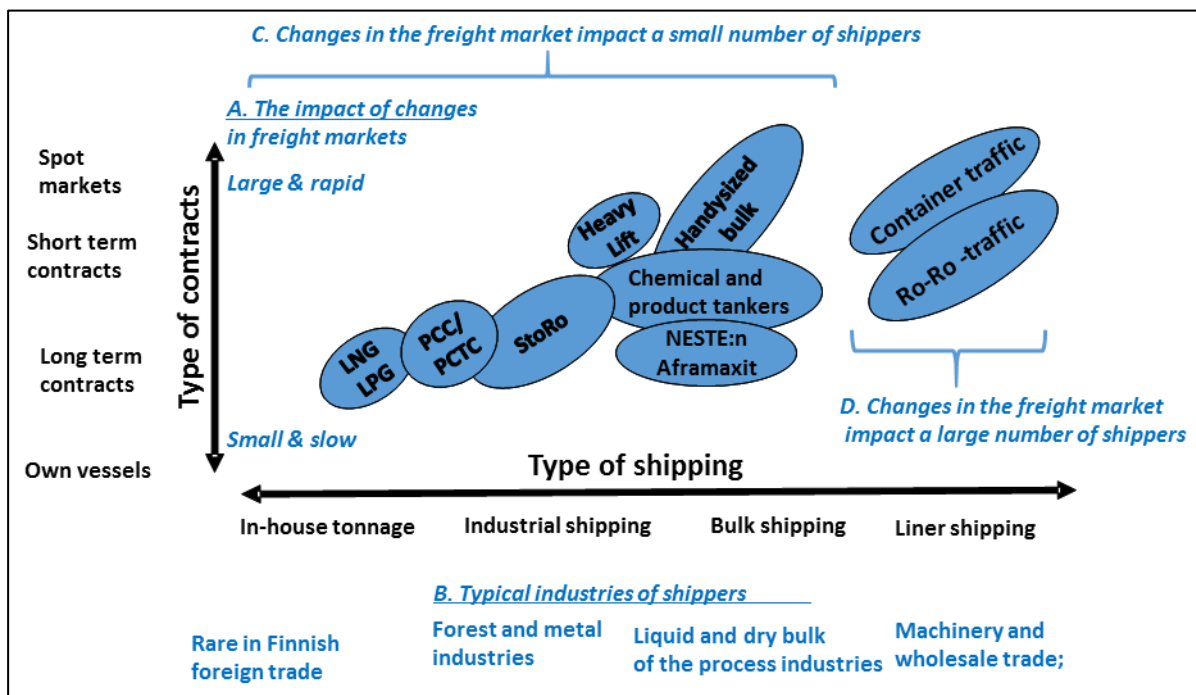 C. Changes in the freight market impact a small number of shippers
A. The impact of changes
in freight markets
Spot
markets
Large & rapid
Short term
contracts
Long term
contracts
Small & slow
Own vessels
Type of contracts
Heavy
Lift
Handysized
bulk
Container traffic
Ro-Ro -traffic
Chemical and
product tankers
LNG
LPG
PCC/
PCTC
StoRo
NESTE:n
Aframaxit
D. Changes in the freight market
impact a large number of shippers
Type of shipping
In-house tonnage
Industrial shipping
Bulk shipping
Liner shipping
B. Typical industries of shippers
Rare in Finnish
foreign trade
Forest and metal
industries
Liquid and dry bulk
of the process industries
Machinery and
wholesale trade;